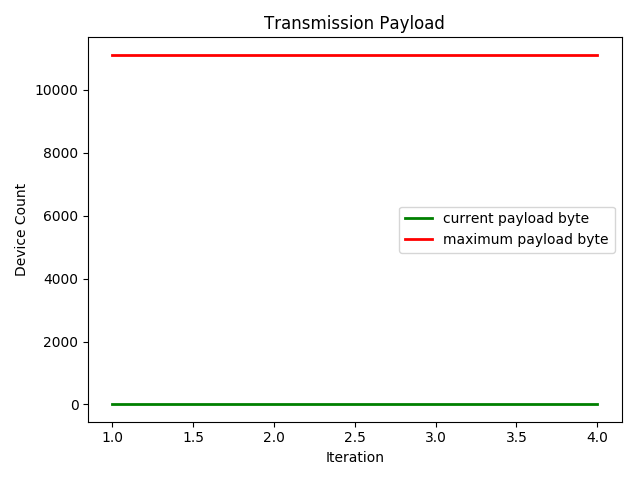 Transmission Payload
Device Count
10000
8000
6000
4000
2000
0
current payload byte
maximum payload byte
1.0 1.5 2.0 2.5 3.0 3.5 4.0
Iteration